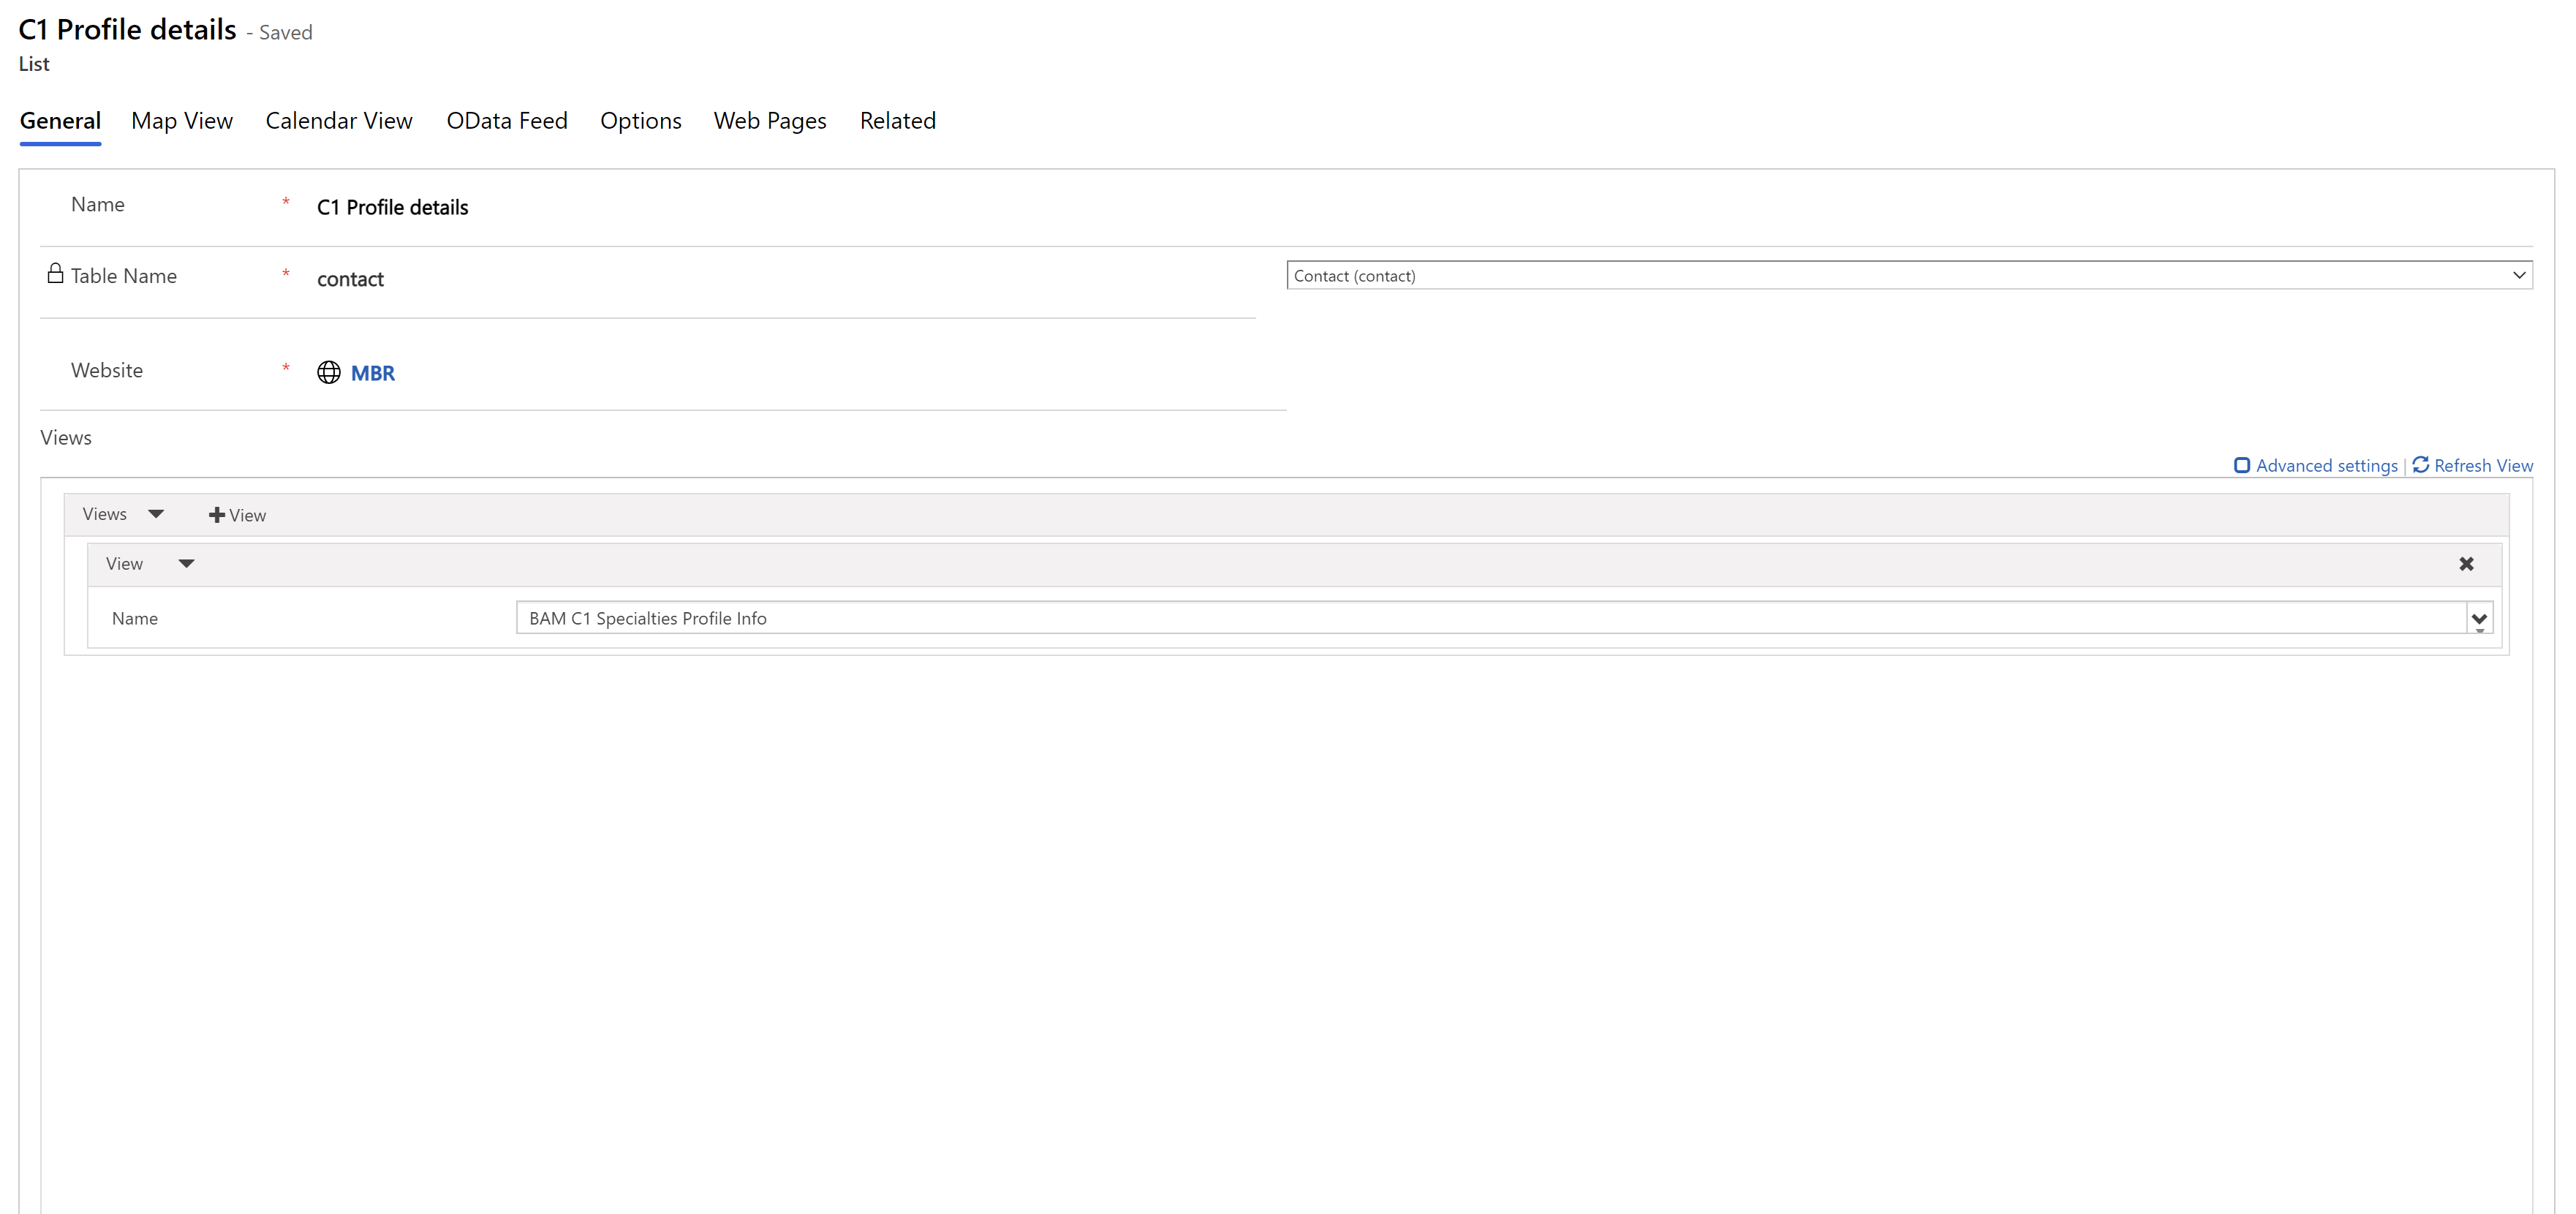 C1 Profile details - Saved
List
General Map View Calendar View OData Feed Options Web Pages Related
Name * C1 Profile details
Table Name * contact Contact (contact)
Website * MBR
Views
Advanced settings | Refresh View
Views View
View
Name BAM C1 Specialties Profile Info